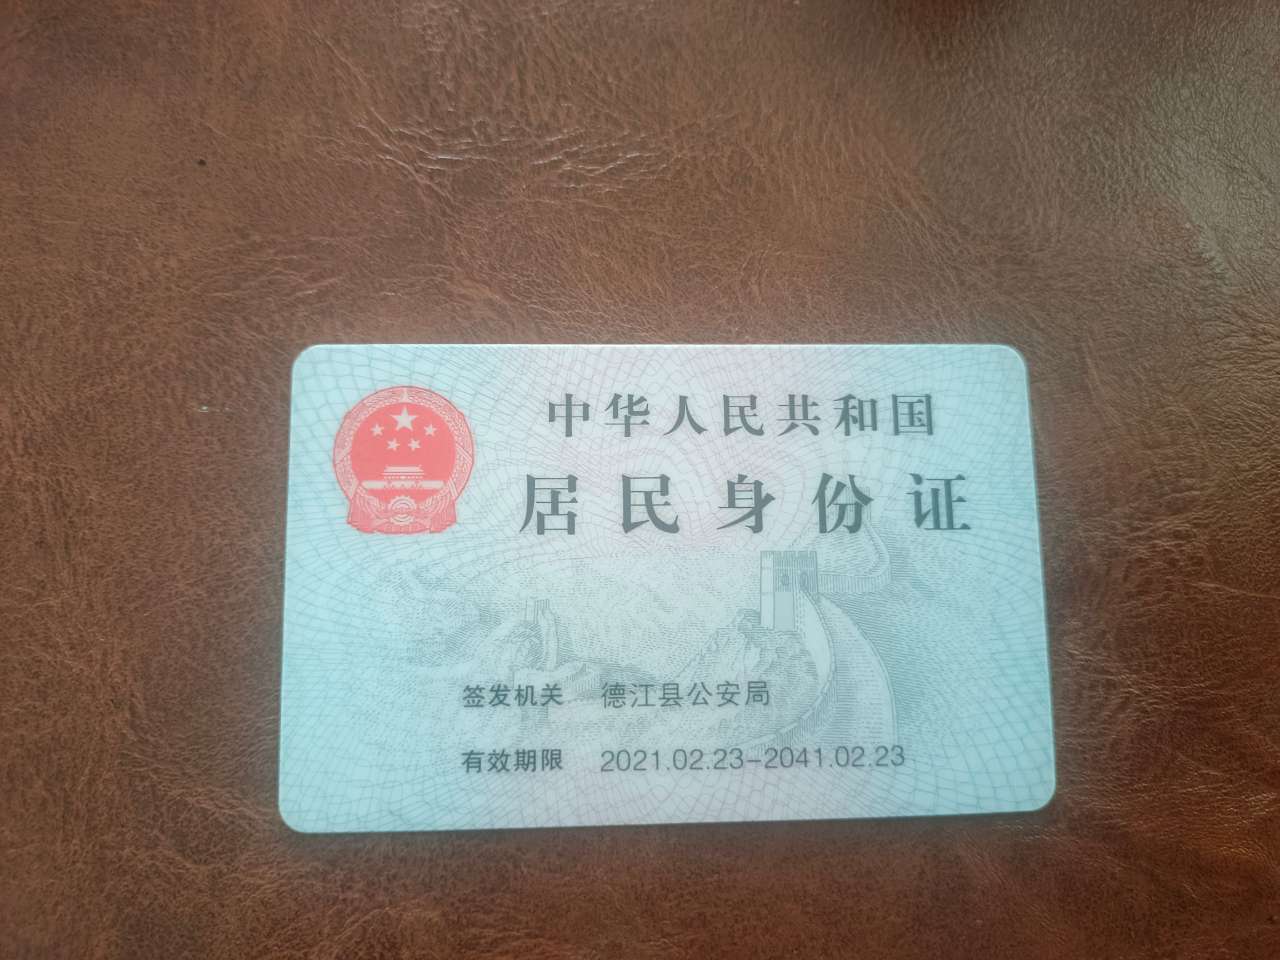 中华人民共和国
居民身份证
签发机关 德江县公安局
有效期限 2021.02.23-2041.02.23